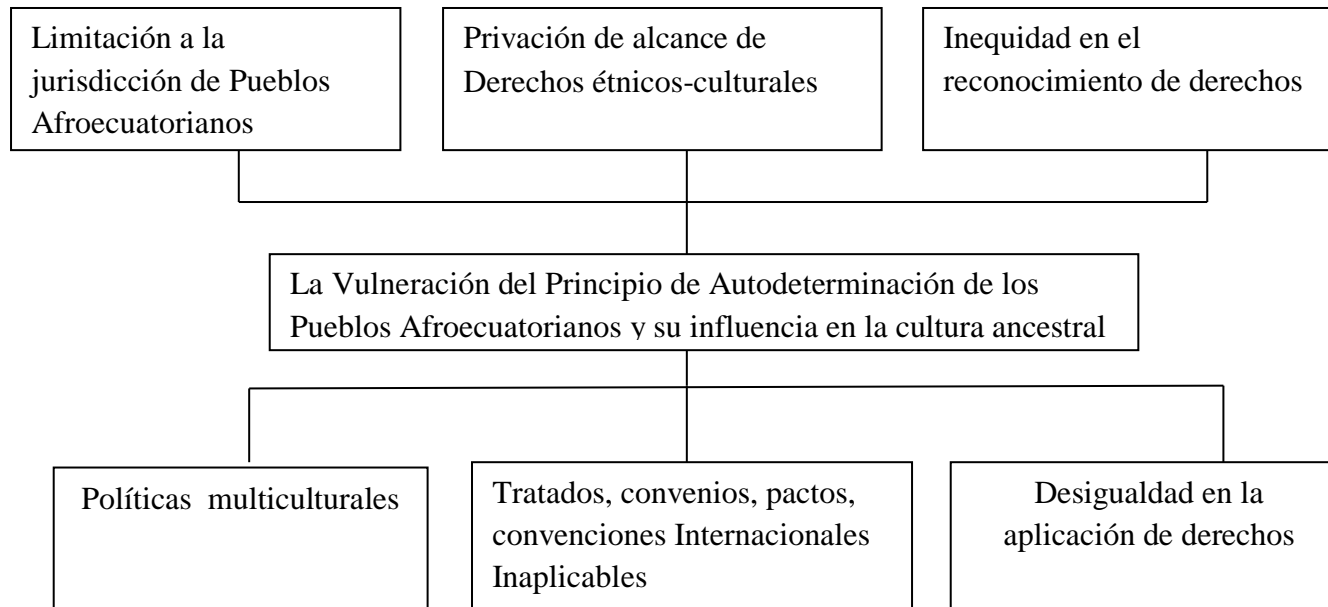 Limitación a la
jurisdicción de Pueblos
Afroecuatorianos
Privación de alcance de
Derechos étnicos-culturales
Inequidad en el
reconocimiento de derechos
La Vulneración del Principio de Autodeterminación de los
Pueblos Afroecuatorianos y su influencia en la cultura ancestral
Políticas multiculturales
Tratados, convenios, pactos,
convenciones Internacionales
Inaplicables
Desigualdad en la
aplicación de derechos